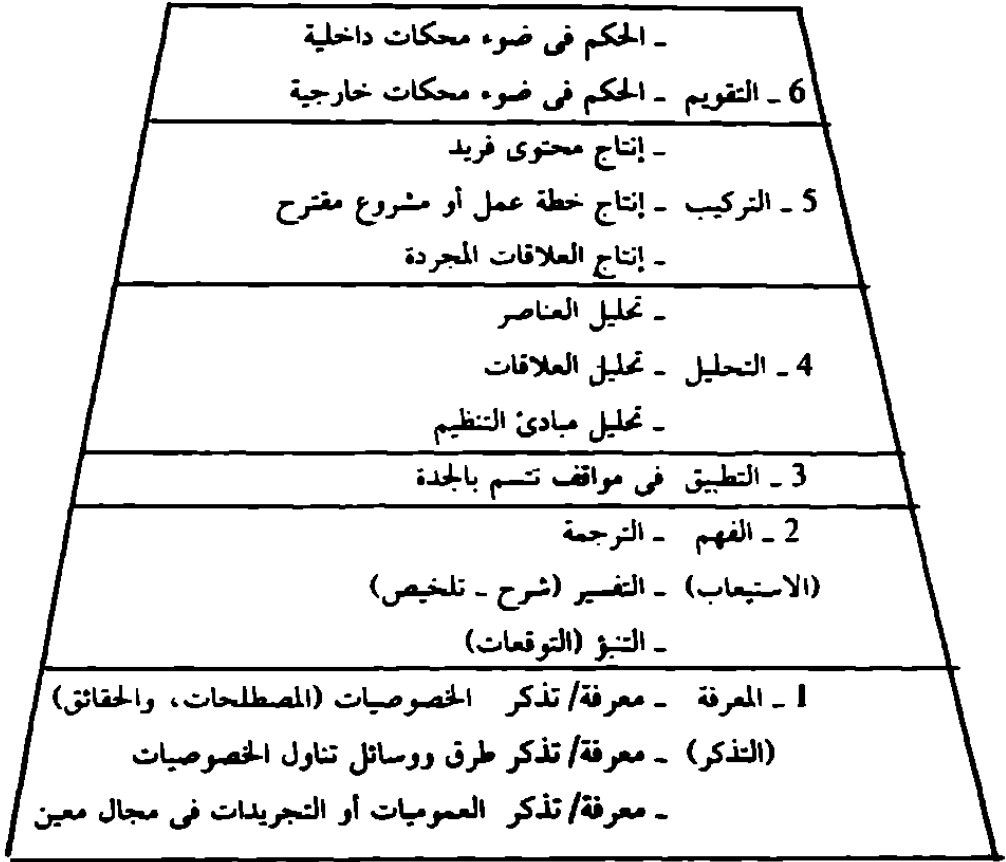 ـ الحكم فى ضوء محكات داخلية
6 ـ التقويم ـ الحكم فى ضوء محكات خارجية
ـ إنتاج محتوى فريد
5 ـ التركيب ـ إنتاج خطة عمل أو مشروع مقترح
ـ إنتاج العلاقات المجردة
ـ تحليل العناصر
4 ـ التحليل ـ تحليل العلاقات
ـ تحليل مبادئ التنظيم
3 ـ التطبيق فى مواقف تتسم بالجدة
2 ـ الفهم ـ الترجمة
(الاستيعاب) ـ التفسير (شرح ـ تلخيص)
ـ التنبؤ (التوقعات)
1 ـ المعرفة ـ معرفة/ تذكر الخصوصيات (المصطلحات، والحقائق)
(التذكر) ـ معرفة/ تذكر طرق ووسائل تناول الخصوصيات
ـ معرفة/ تذكر العموميات أو التجريدات فى مجال معين